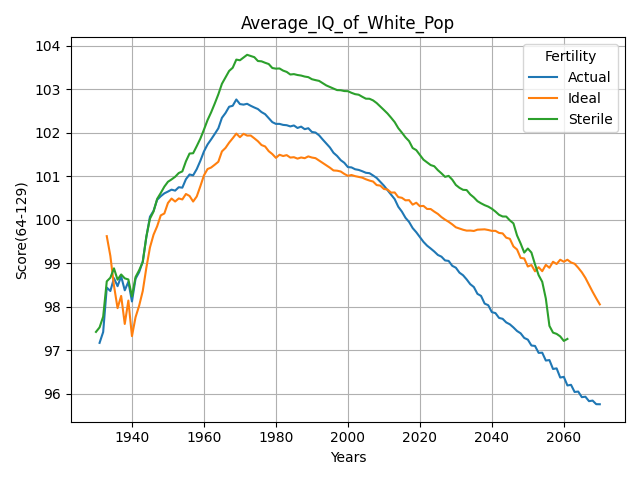 Average_IQ_of_White_Pop
Fertility
Actual
Ideal
Sterile
Score(64-129)
104
103
102
101
100
99
98
97
96
1940 1960 1980 2000 2020 2040 2060
Years